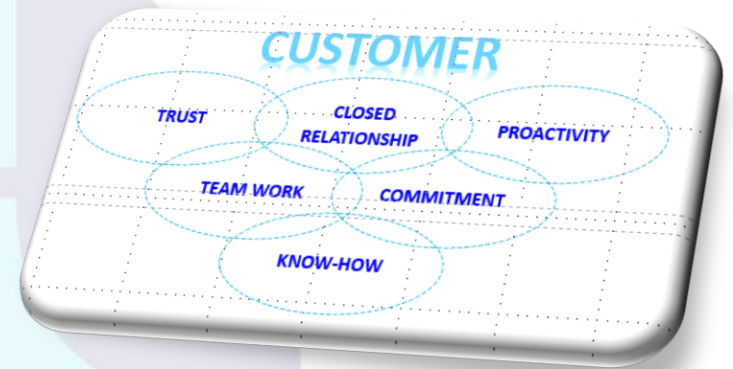 CUSTOMER
TRUST
CLOSED
RELATIONSHIP
PROACTIVITY
TEAM WORK
COMMITMENT
KNOW-HOW